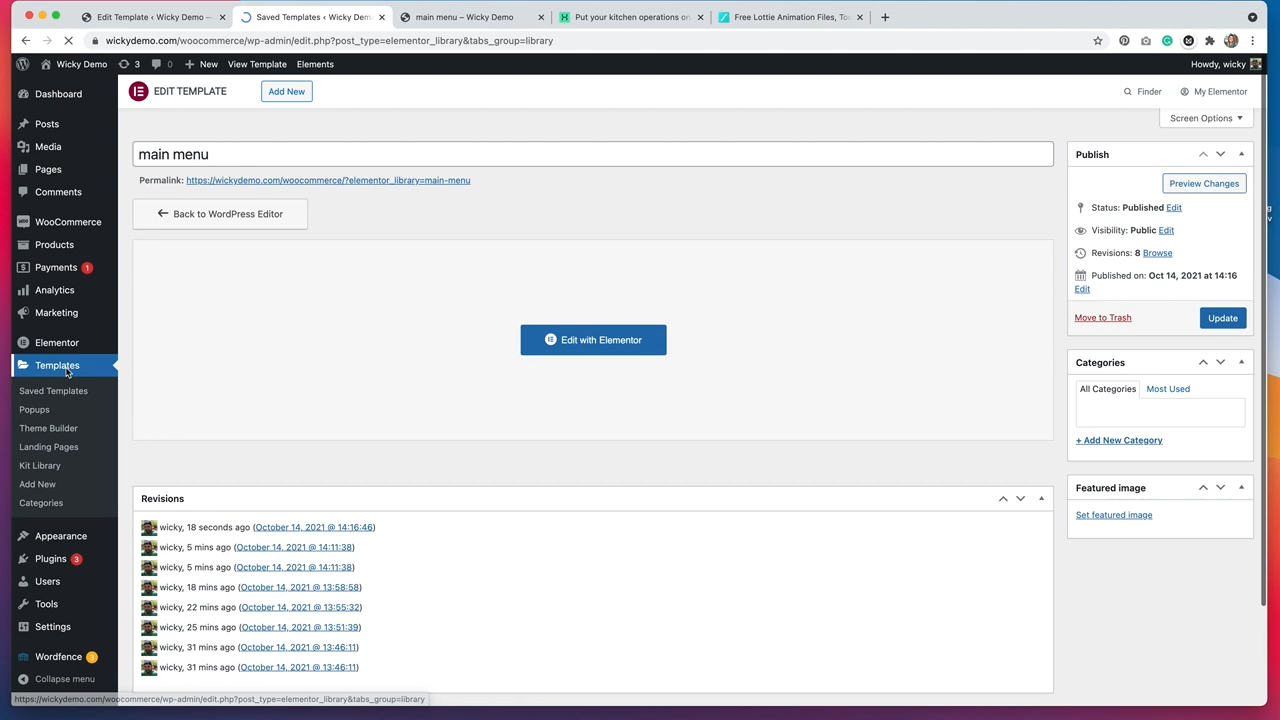 Edit Template ‹ Wicky Demo —
Saved Templates ‹ Wicky Demo
main menu – Wicky Demo
Put your kitchen operations on
Free Lottie Animation Files, Too
wickydemo.com/woocommerce/wp-admin/edit.php?post_type=elementor_library&tabs_group=library
Wicky Demo
3
0
New
View Template
Elements
Howdy, wicky
Dashboard
Posts
Media
Pages
Comments
WooCommerce
Products
Payments 1
Analytics
Marketing
Elementor
Templates
Saved Templates
Popups
Theme Builder
Landing Pages
Kit Library
Add New
Categories
Appearance
Plugins 3
Users
Tools
Settings
Wordfence 3
Collapse menu
EDIT TEMPLATE
Add New
Finder
My Elementor
Screen Options
main menu
Permalink: https://wickydemo.com/woocommerce/?elementor_library=main-menu
Back to WordPress Editor
Edit with Elementor
Revisions
wicky, 18 seconds ago (October 14, 2021 @ 14:16:46)
wicky, 5 mins ago (October 14, 2021 @ 14:11:38)
wicky, 5 mins ago (October 14, 2021 @ 14:11:38)
wicky, 18 mins ago (October 14, 2021 @ 13:58:58)
wicky, 22 mins ago (October 14, 2021 @ 13:55:32)
wicky, 25 mins ago (October 14, 2021 @ 13:51:39)
wicky, 31 mins ago (October 14, 2021 @ 13:46:11)
wicky, 31 mins ago (October 14, 2021 @ 13:46:11)
Publish
Preview Changes
Status: Published Edit
Visibility: Public Edit
Revisions: 8 Browse
Published on: Oct 14, 2021 at 14:16
Edit
Move to Trash
Update
Categories
All Categories
Most Used
+ Add New Category
Featured image
Set featured image
https://wickydemo.com/woocommerce/wp-admin/edit.php?post_type=elementor_library&tabs_group=library